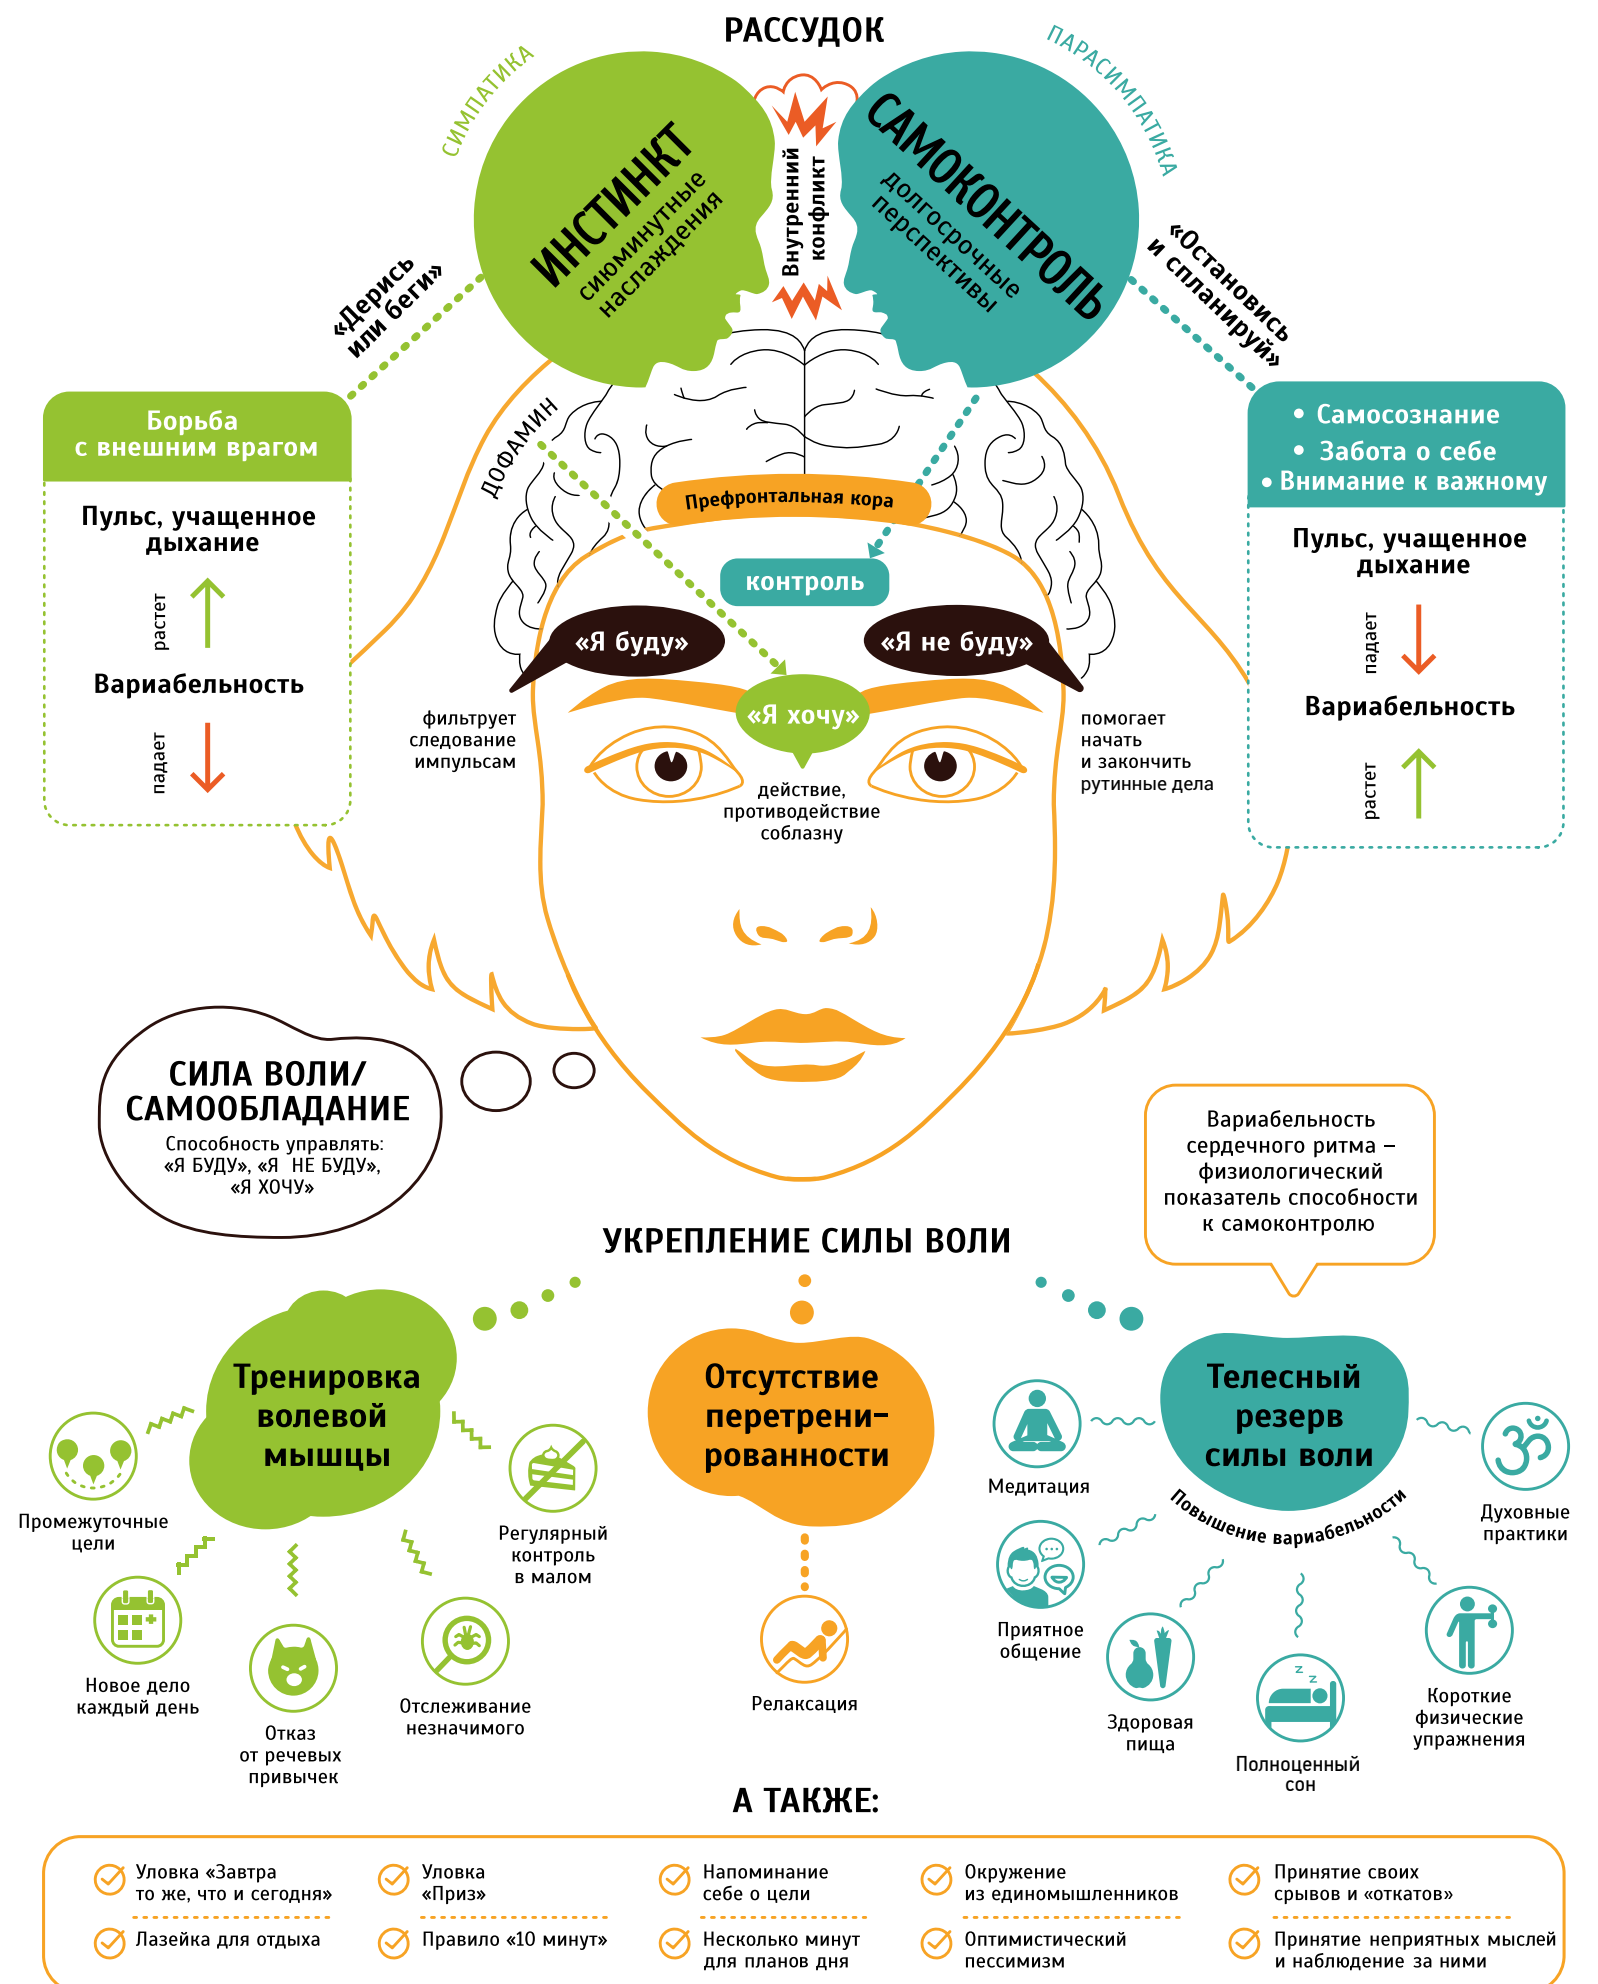 РАССУДОК
СИМПАТИКА
ПАРАСИМПАТИКА
ИНСТИНКТ
сиюминутные
наслаждения
Внутренний
конфликт
САМОКОНТРОЛЬ
долгосрочные
перспективы
«Дерись
или беги»
«Остановись
и спланируй»
Борьба
с внешним врагом
Пульс, учащенное
дыхание
растет
Вариабельность
падает
ДОФАМИН
Префронтальная кора
контроль
«Я буду»
«Я не буду»
«Я хочу»
фильтрует
следование
импульсам
действие,
противодействие
соблазну
помогает
начать
и закончить
рутинные дела
• Самосознание
• Забота о себе
• Внимание к важному
Пульс, учащенное
дыхание
падает
Вариабельность
растет
СИЛА ВОЛИ/
САМООБЛАДАНИЕ
Способность управлять:
«Я БУДУ», «Я НЕ БУДУ»,
«Я ХОЧУ»
Вариабельность
сердечного ритма –
физиологический
показатель способности
к самоконтролю
УКРЕПЛЕНИЕ СИЛЫ ВОЛИ
Тренировка
волевой
мышцы
Промежуточные
цели
Новое дело
каждый день
Отказ
от речевых
привычек
Отслеживание
незначимого
Регулярный
контроль
в малом
Отсутствие
перетрени-
рованности
Релаксация
Телесный
резерв
силы воли
Повышение вариабельности
Медитация
Приятное
общение
Здоровая
пища
z
z
Полноценный
сон
Короткие
физические
упражнения
ॐ
Духовные
практики
А ТАКЖЕ:
Уловка «Завтра
то же, что и сегодня»
Уловка
«Приз»
Напоминание
себе о цели
Окружение
из единомышленников
Принятие своих
срывов и «откатов»
Лазейка для отдыха
Правило «10 минут»
Несколько минут
для планов дня
Оптимистический
пессимизм
Принятие неприятных мыслей
и наблюдение за ними